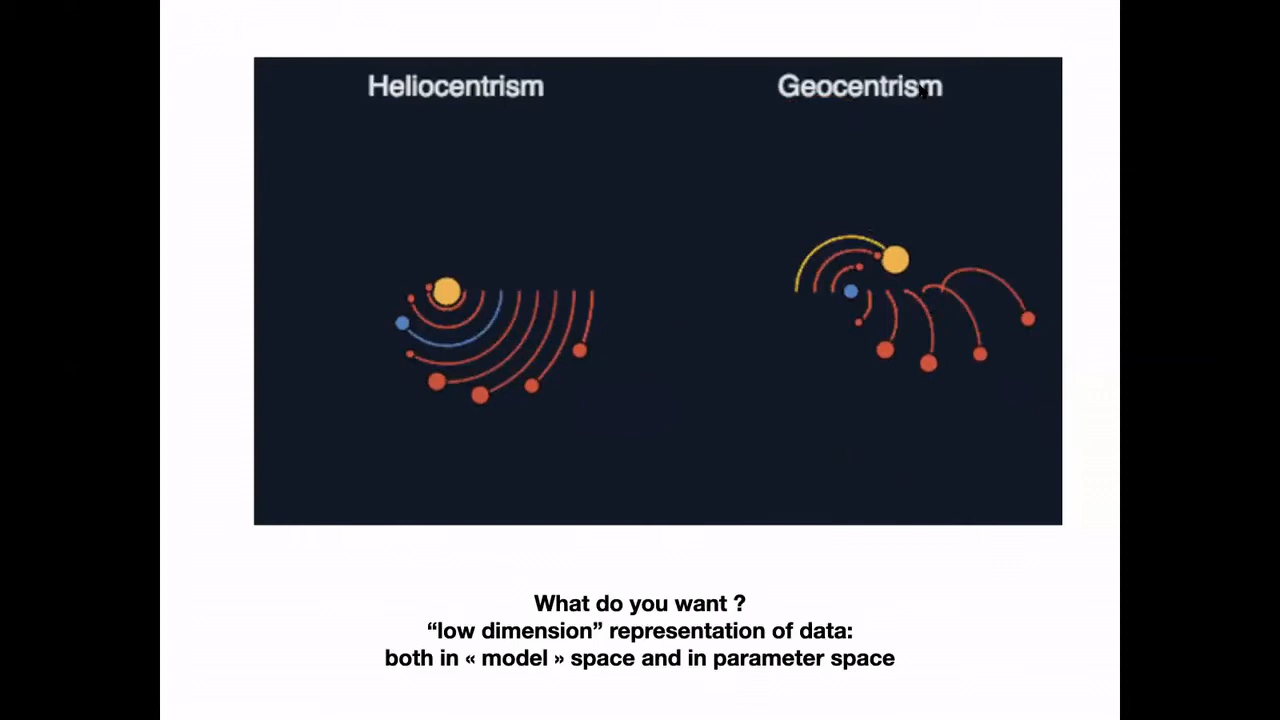 Heliocentrism
Geocentrism
What do you want ?
“low dimension” representation of data:
both in « model » space and in parameter space